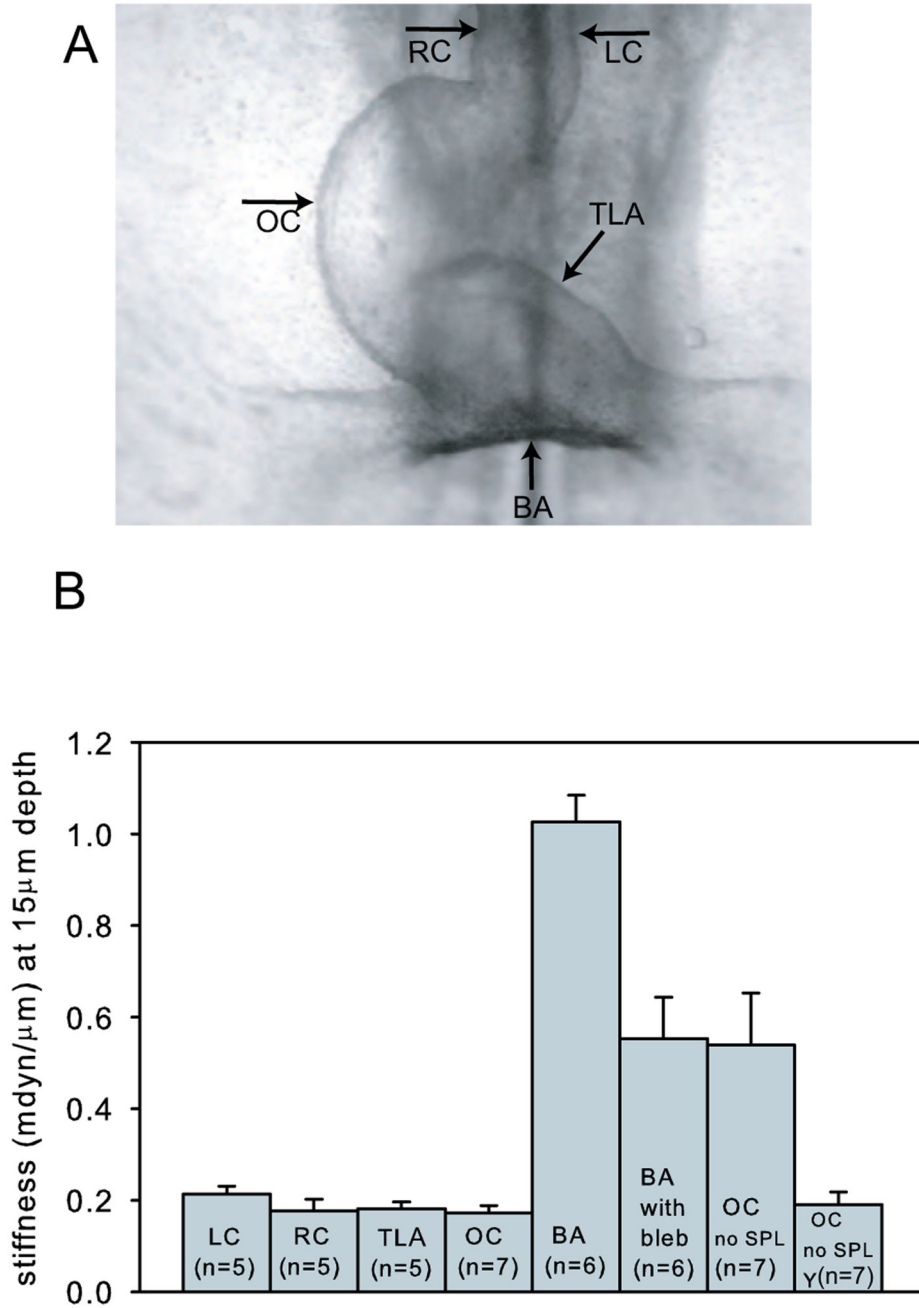 A
RC
LC
OC
TLA
BA
B
stiffness (mdyn/μm) at 15μm depth
1.2
1.0
0.8
0.6
0.4
0.2
0.0
LC
(n=5)
RC
(n=5)
TLA
(n=5)
OC
(n=7)
BA
(n=6)
BA
with
bleb
(n=6)
OC
no SPL
(n=7)
OC
no SPL
Y(n=7)